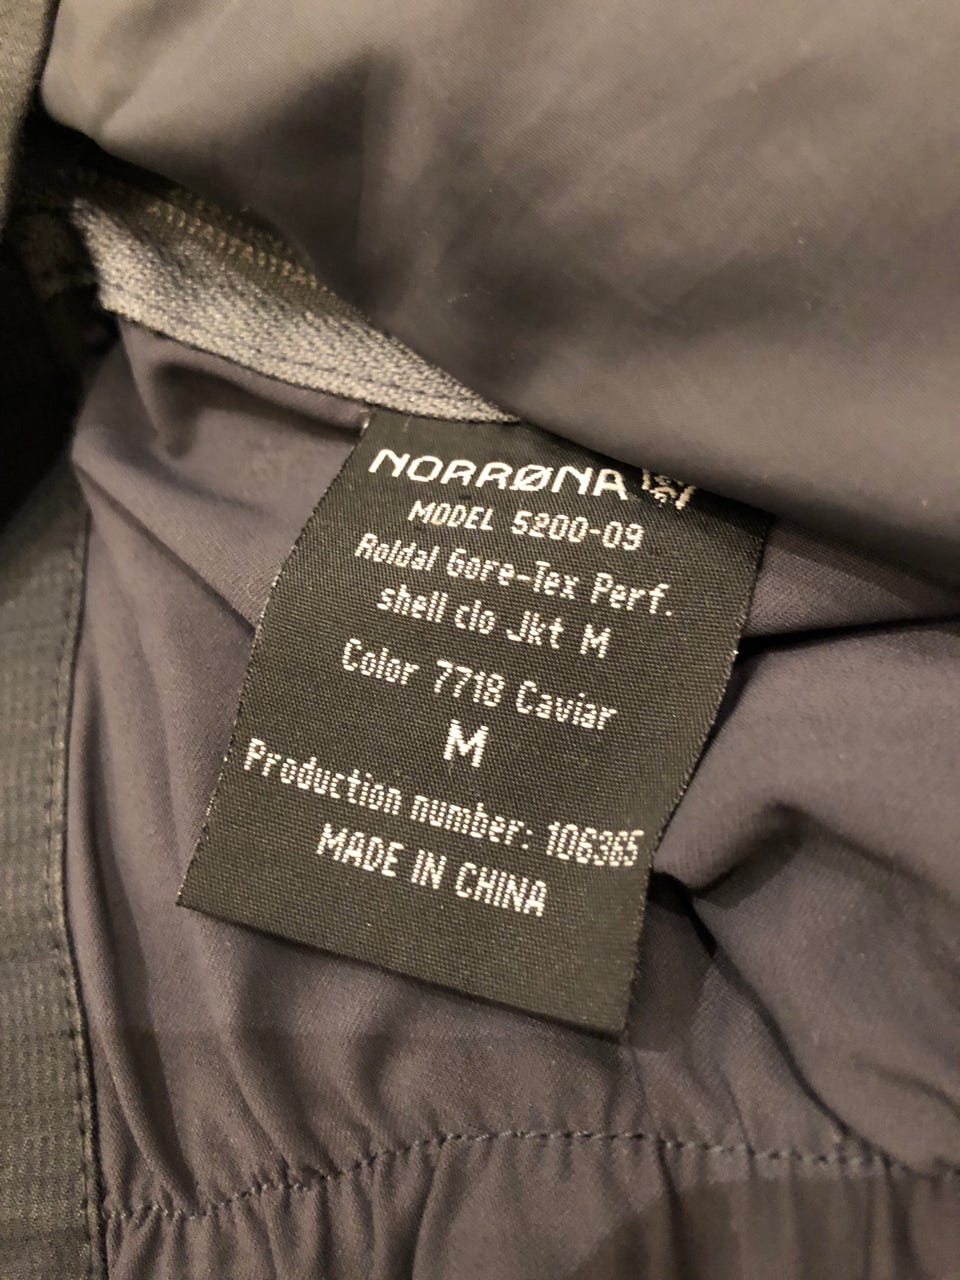 NORRØNA
MODEL 5200-09
Roldal Gore-Tex Perf.
shell clo Jkt M
Color 7718 Caviar
M
Production number: 106365
MADE IN CHINA